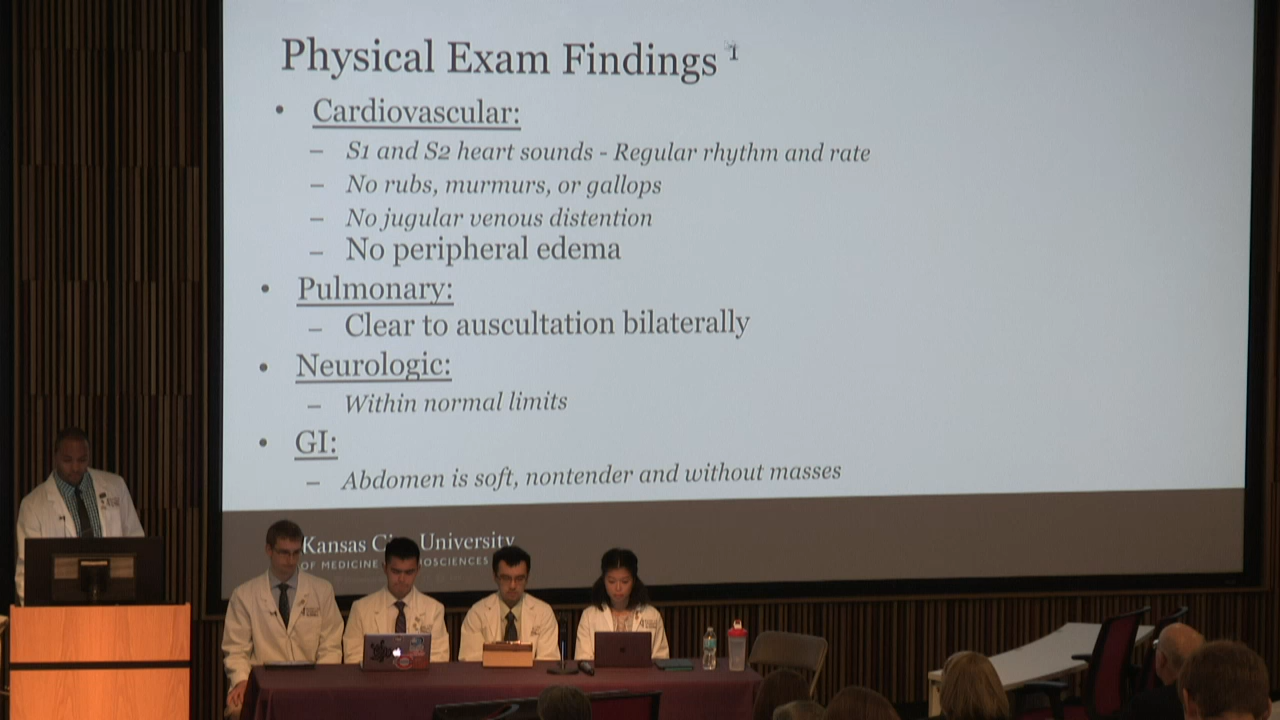 Physical Exam Findings 1
• Cardiovascular:
– S1 and S2 heart sounds - Regular rhythm and rate
– No rubs, murmurs, or gallops
– No jugular venous distention
– No peripheral edema
• Pulmonary:
– Clear to auscultation bilaterally
• Neurologic:
– Within normal limits
• GI:
– Abdomen is soft, nontender and without masses
Kansas University
OF MEDICINE